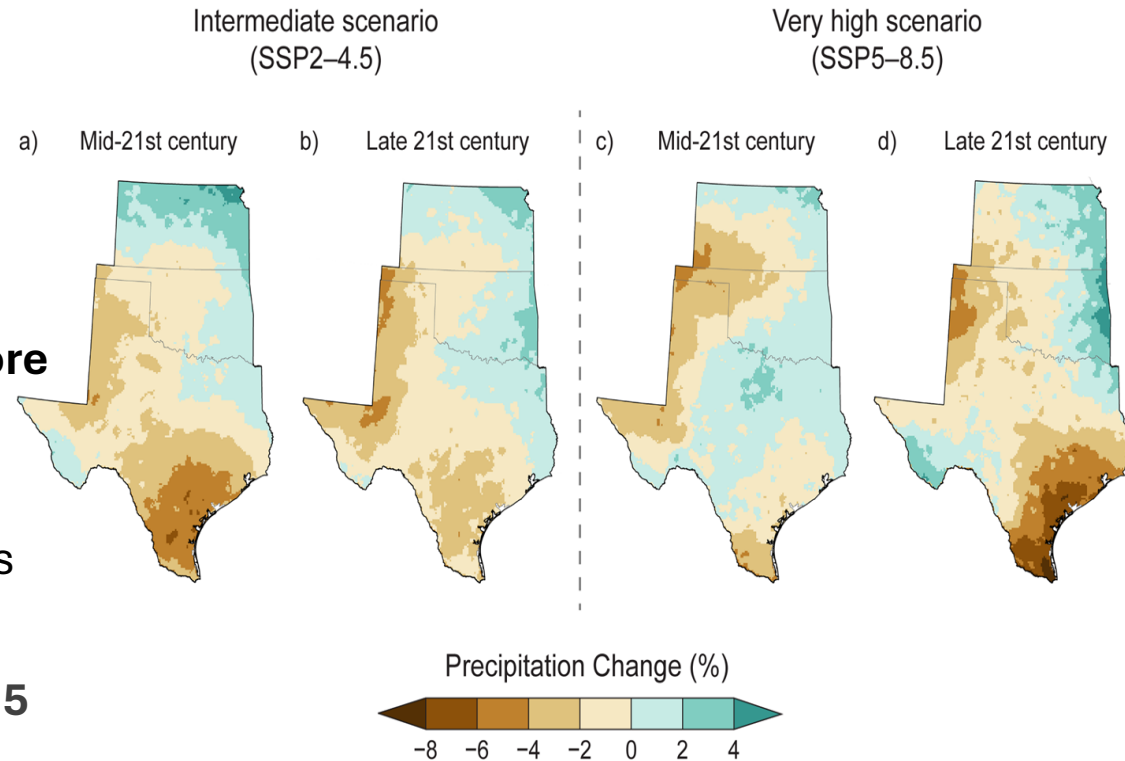 Intermediate scenario
(SSP2–4.5)
Very high scenario
(SSP5–8.5)
a) Mid-21st century
b) Late 21st century
c) Mid-21st century
d) Late 21st century
ore
s
5
Precipitation Change (%)
−8 −6 −4 −2 0 2 4